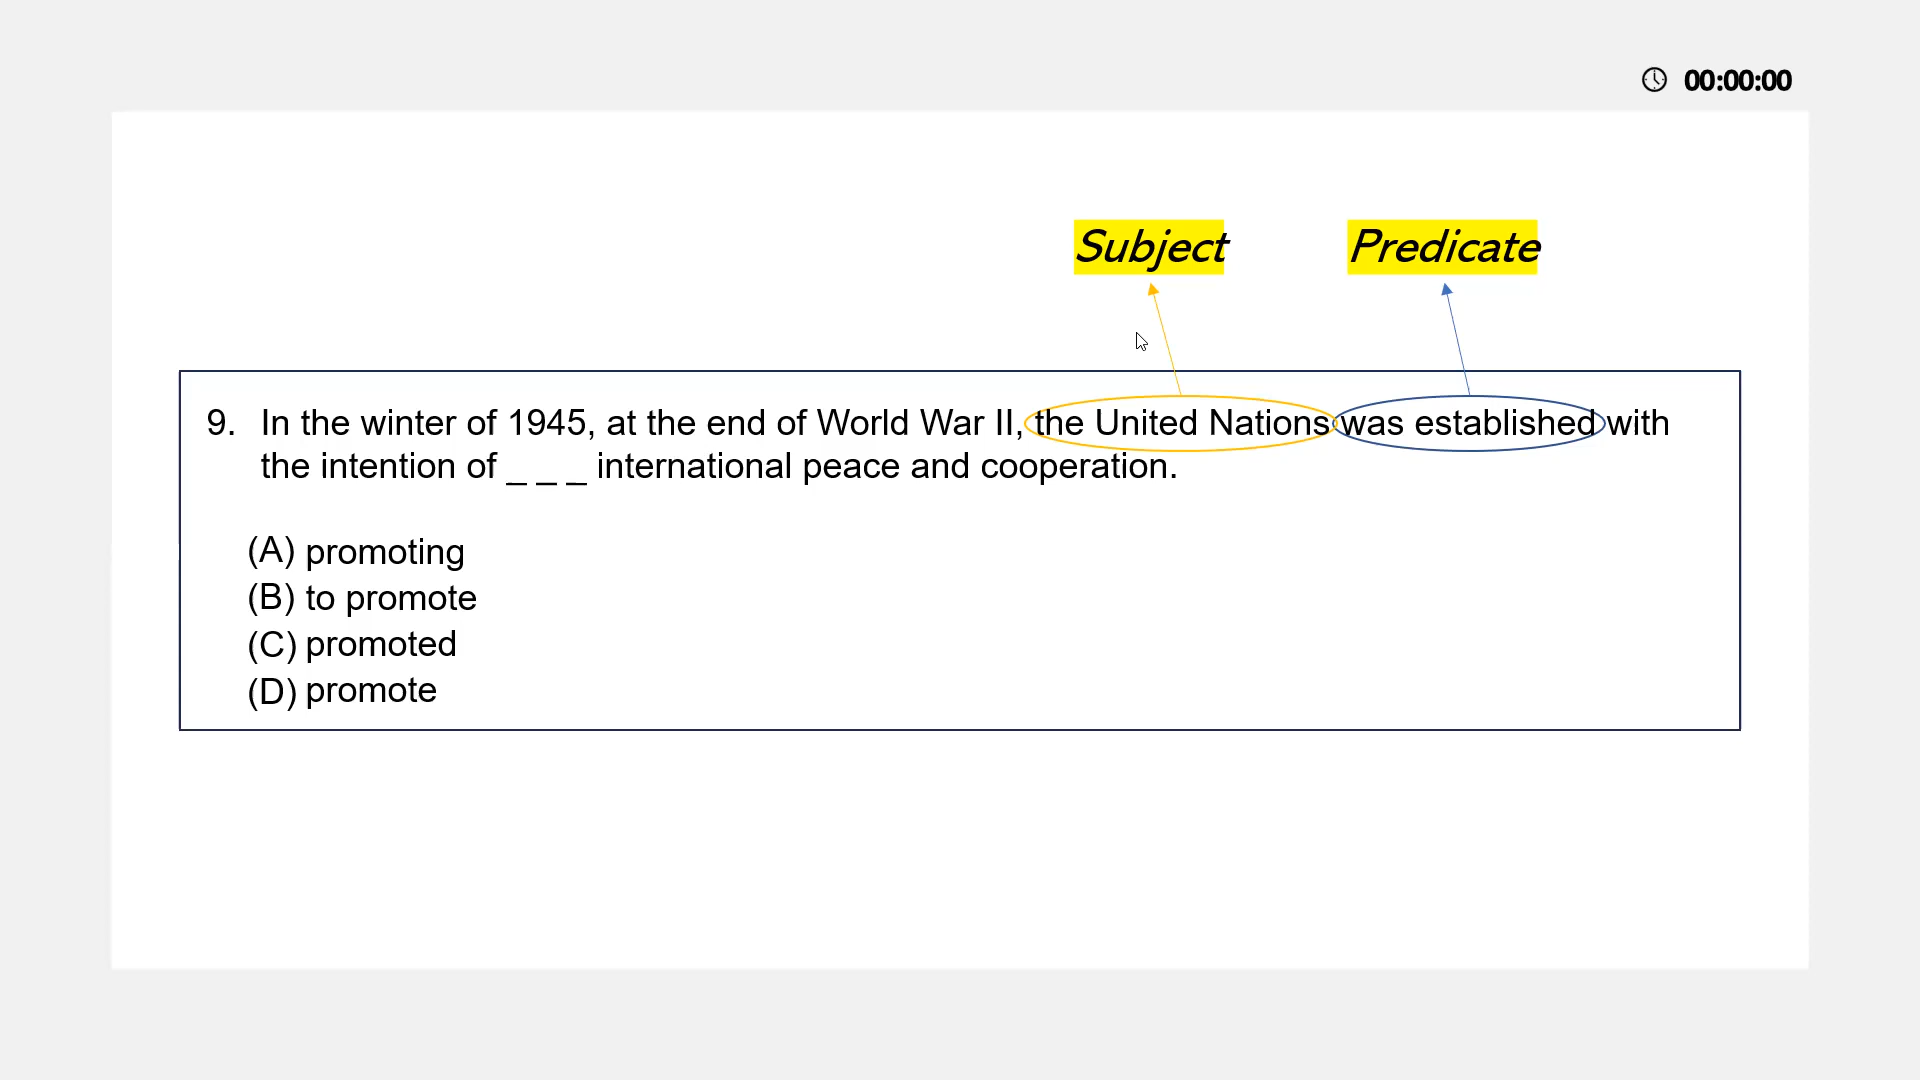 00:00:00
Subject Predicate
9. In the winter of 1945, at the end of World War II, the United Nations was established with
the intention of _ _ _ international peace and cooperation.
(A) promoting
(B) to promote
(C) promoted
(D) promote